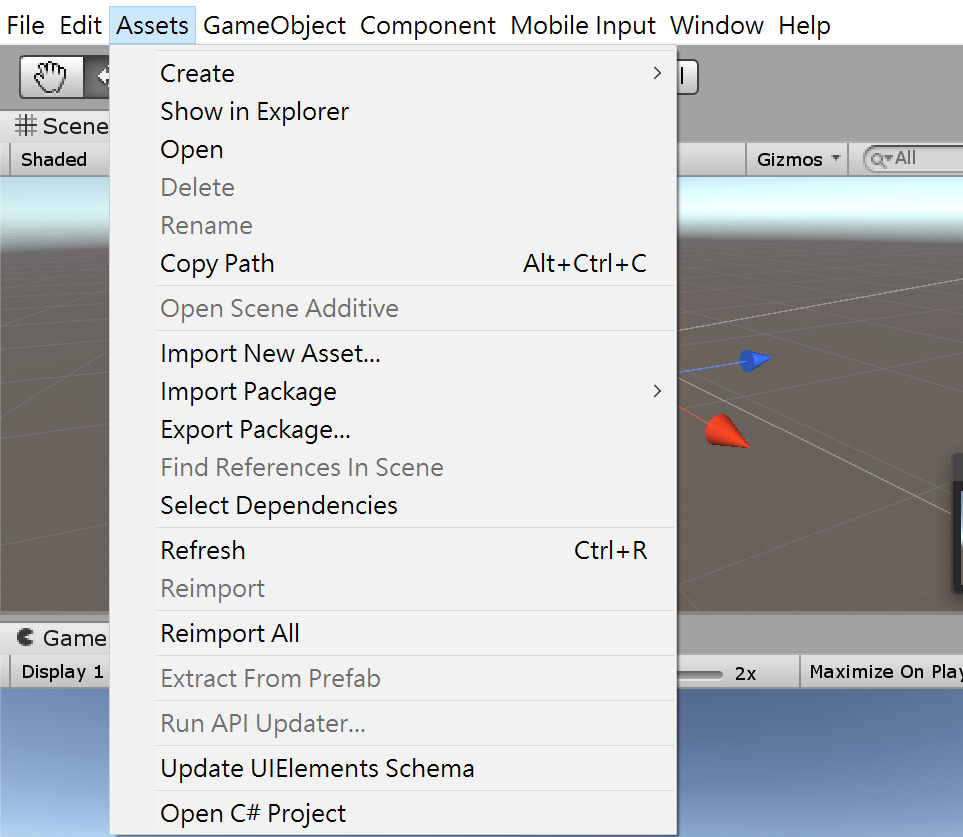 File Edit Assets GameObject Component Mobile Input Window Help
Create
Show in Explorer
Scene
Open
Shaded
Gizmos
All
Delete
Rename
Copy Path Alt+Ctrl+C
Open Scene Additive
Import New Asset...
Import Package
Export Package...
Find References In Scene
Select Dependencies
Refresh Ctrl+R
Reimport
Reimport All
Game
Extract From Prefab
Display 1
2x
Maximize On Play
Run API Updater...
Update UIElements Schema
Open C# Project